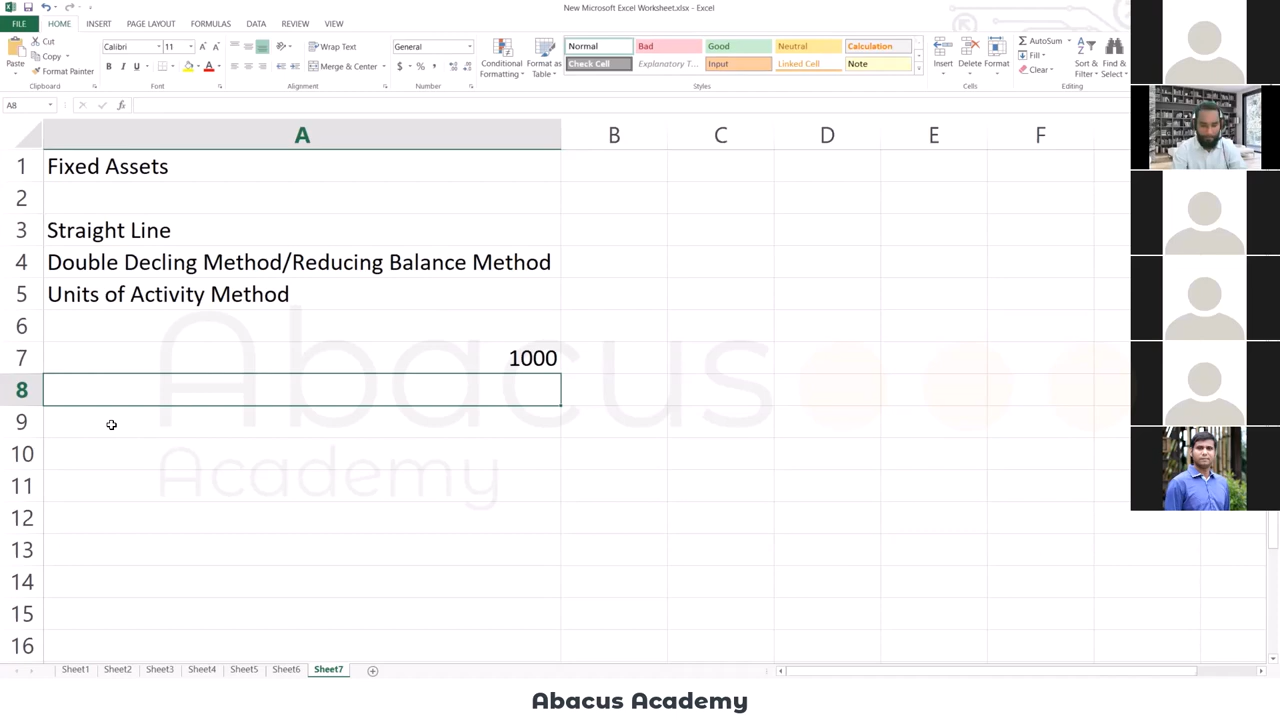 New Microsoft Excel Worksheet.xlsx - Excel
FILE HOME INSERT PAGE LAYOUT FORMULAS DATA REVIEW VIEW
Paste
Cut
Copy
Format Painter
Clipboard
Calibri 11
B I U
Font
Wrap Text
Merge & Center
Alignment
General
$ % ,
Number
Conditional Formatting
Format as Table
Normal Bad Good Neutral Calculation
Check Cell Explanatory T... Input Linked Cell Note
Styles
Insert Delete Format
Cells
AutoSum
Fill
Clear
Sort & Filter
Find & Select
Editing
A8 fx
A B C D E F
1 Fixed Assets
2
3 Straight Line
4 Double Decling Method/Reducing Balance Method
5 Units of Activity Method
6
7 1000
8
9
10
11
12
13
14
15
16
Abacus
Academy
Sheet1 Sheet2 Sheet3 Sheet4 Sheet5 Sheet6 Sheet7
Abacus Academy